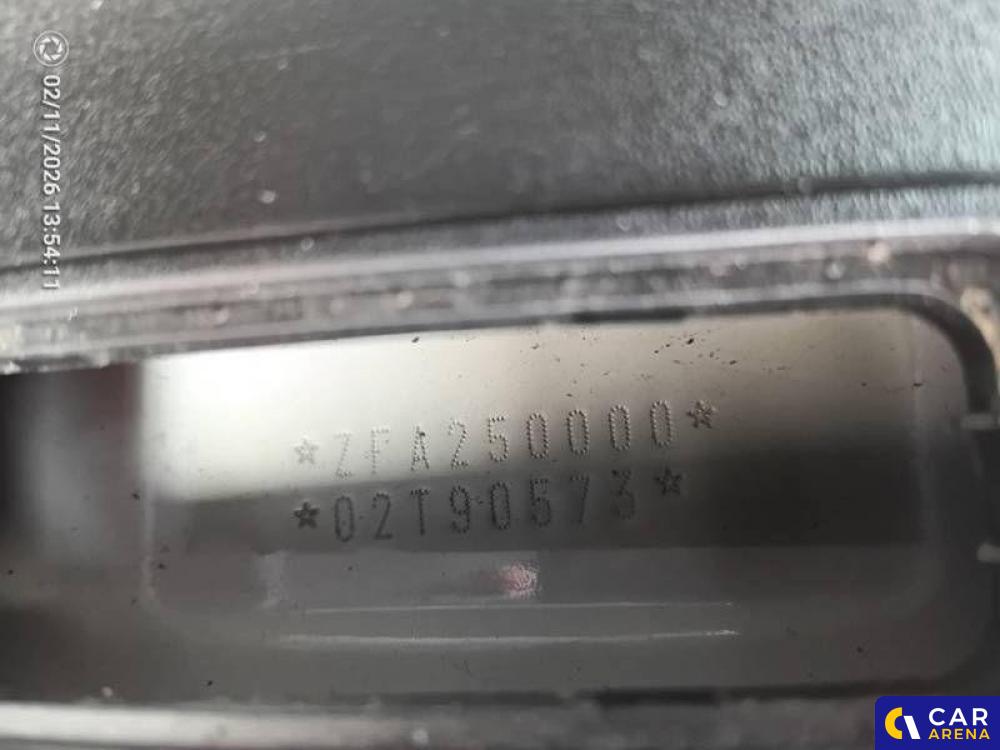 02/11/2026 13:54:11
*ZFA250000*
*02T90573*
CAR
ARENA